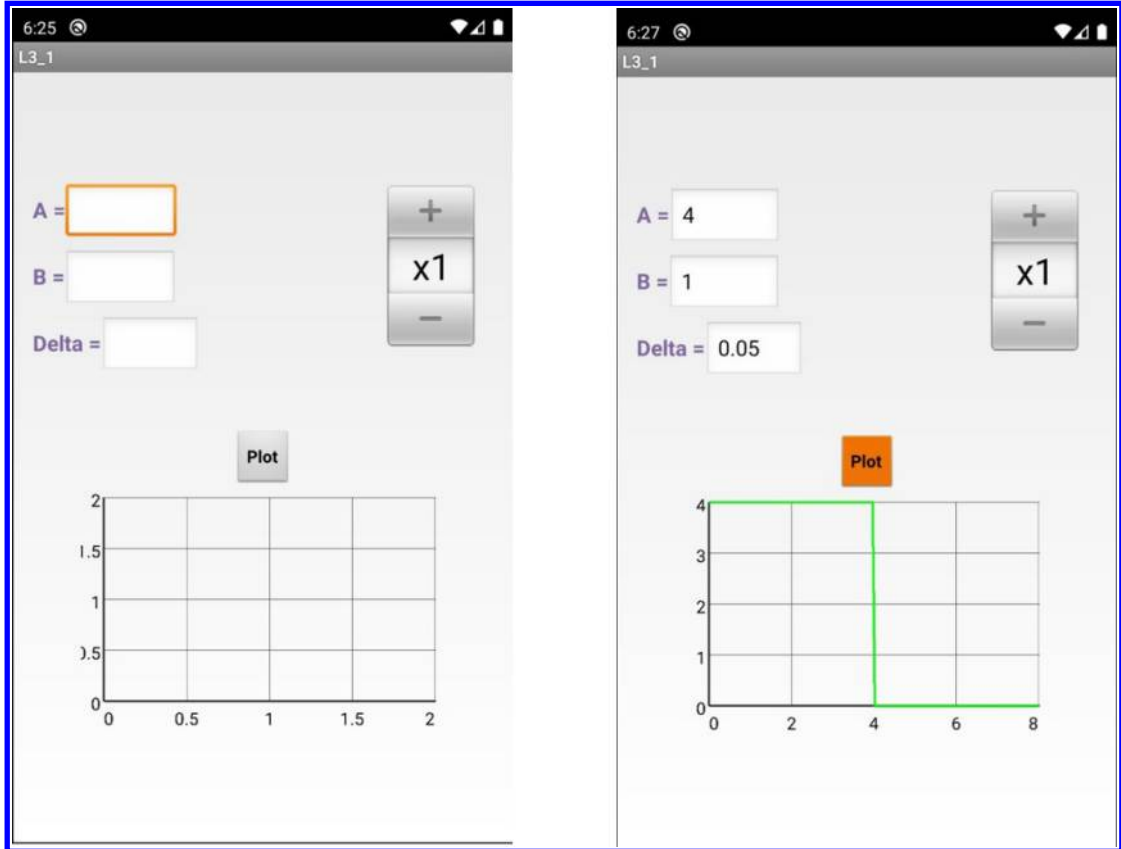 6:25
L3_1
A =
+
B =
x1
Delta =
−
Plot
2
1.5
1
).5
0
0 0.5 1 1.5 2
6:27
L3_1
A = 4
+
B = 1
x1
Delta = 0.05
−
Plot
4
3
2
1
0
0 2 4 6 8